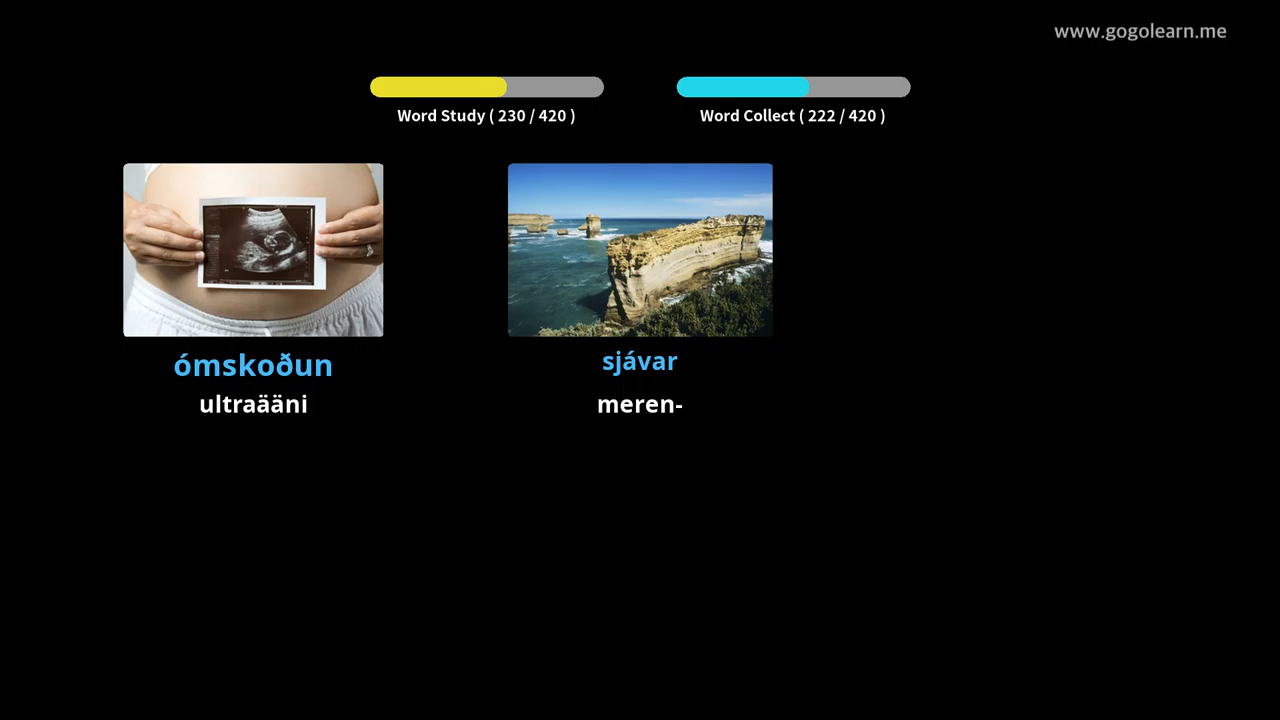 www.gogolearn.me
Word Study ( 230 / 420 )
Word Collect ( 222 / 420 )
ómskoðun
ultraääni
sjávar
meren-